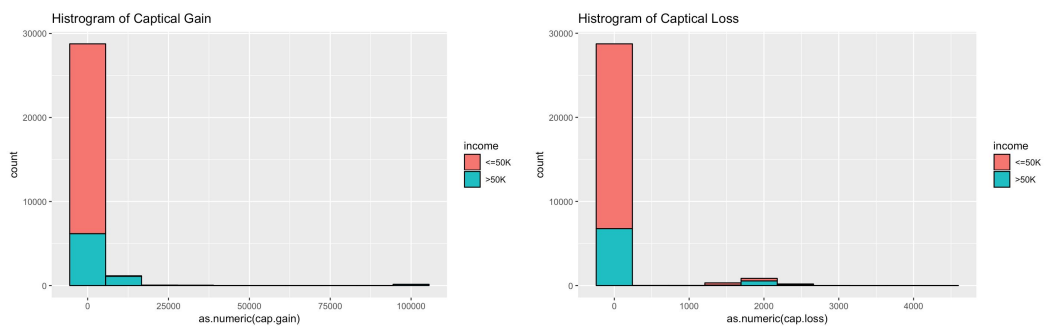 Histrogram of Captical Gain
30000
20000
10000
0
count
0
25000
50000
75000
100000
as.numeric(cap.gain)
income
<=50K
>50K
Histrogram of Captical Loss
30000
20000
10000
0
count
0
1000
2000
3000
4000
as.numeric(cap.loss)
income
<=50K
>50K